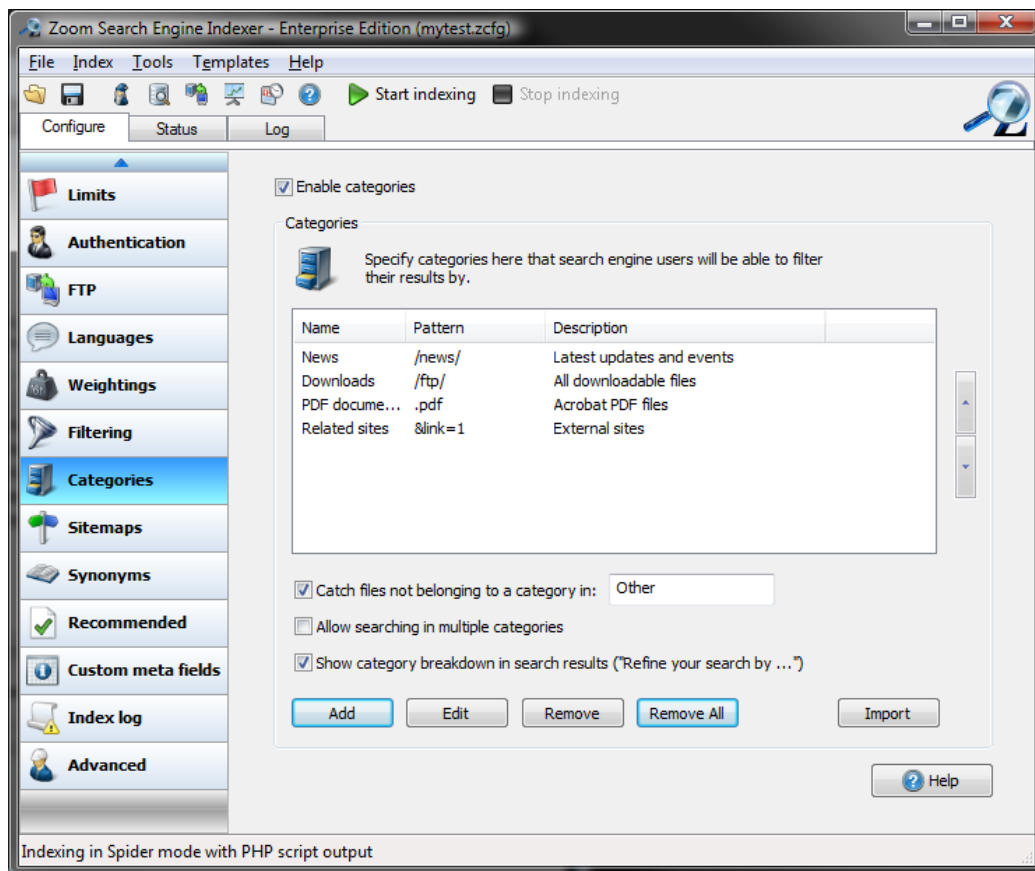 Zoom Search Engine Indexer - Enterprise Edition (mytest.zcfg)
File Index Tools Templates Help
Start indexing Stop indexing
Configure Status Log
Limits
Authentication
FTP
Languages
Weightings
Filtering
Categories
Sitemaps
Synonyms
Recommended
Custom meta fields
Index log
Advanced
Enable categories
Categories
Specify categories here that search engine users will be able to filter
their results by.
Name Pattern Description
News /news/ Latest updates and events
Downloads /ftp/ All downloadable files
PDF docume... .pdf Acrobat PDF files
Related sites &link=1 External sites
Catch files not belonging to a category in: Other
Allow searching in multiple categories
Show category breakdown in search results ("Refine your search by ...")
Add Edit Remove Remove All Import
Help
Indexing in Spider mode with PHP script output